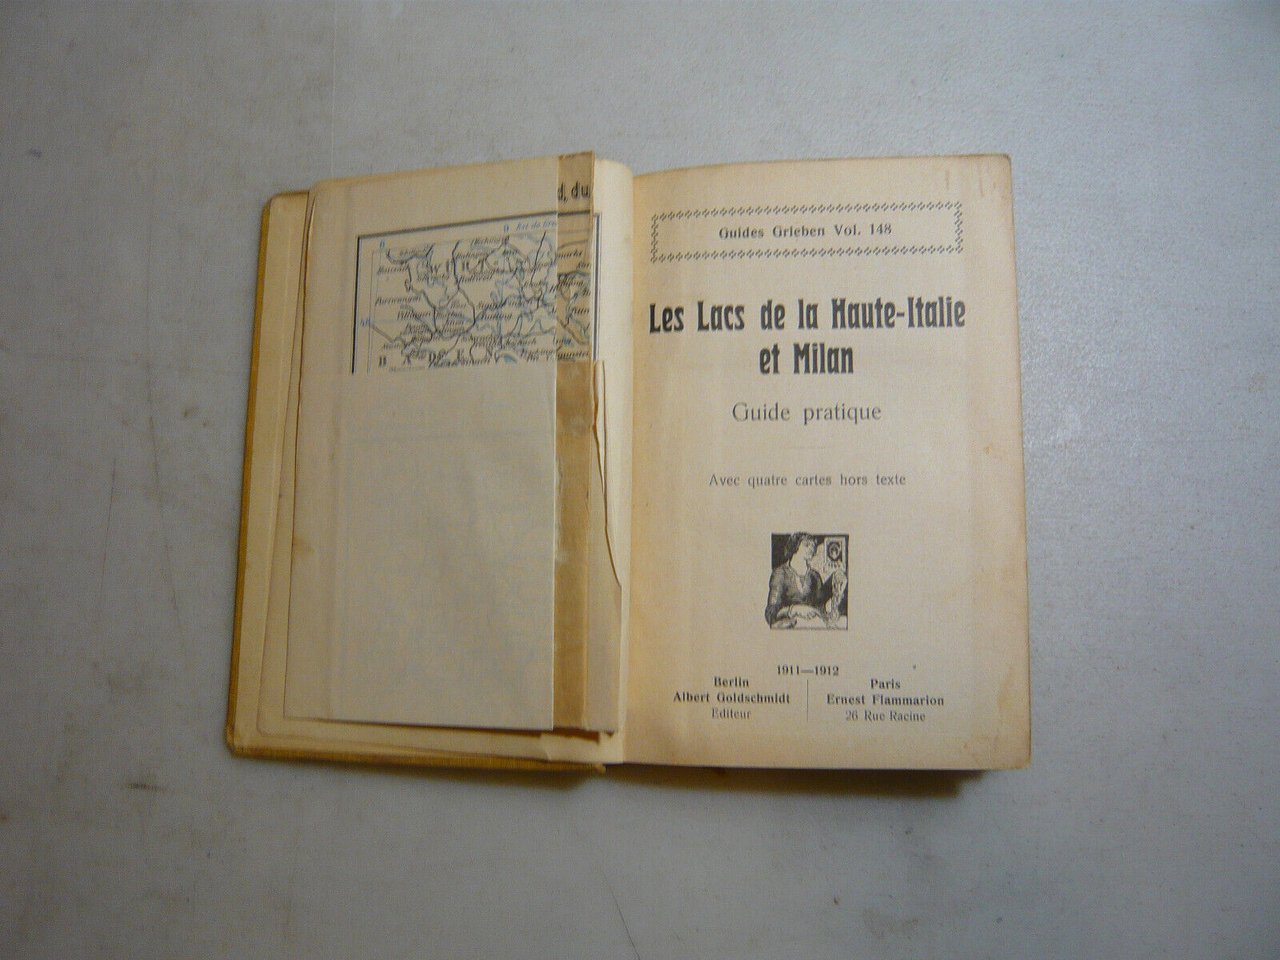 d, du
Guides Grieben Vol. 148
Les Lacs de la Haute-Italie
et Milan
Guide pratique
Avec quatre cartes hors texte
1911—1912
Berlin
Albert Goldschmidt
Editeur
Paris
Ernest Flammarion
26 Rue Racine